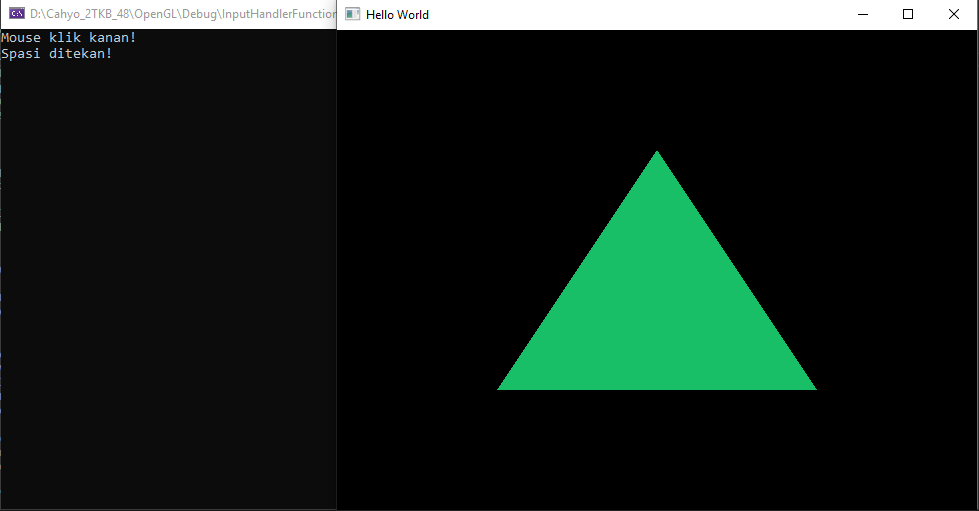 D:\Cahyo_2TKB_48\OpenGL\Debug\InputHandlerFunction
Hello World
Mouse klik kanan!
Spasi ditekan!